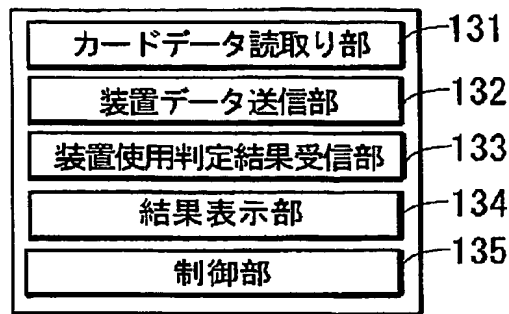 カードデータ読取り部 131
装置データ送信部 132
装置使用判定結果受信部 133
結果表示部 134
制御部 135